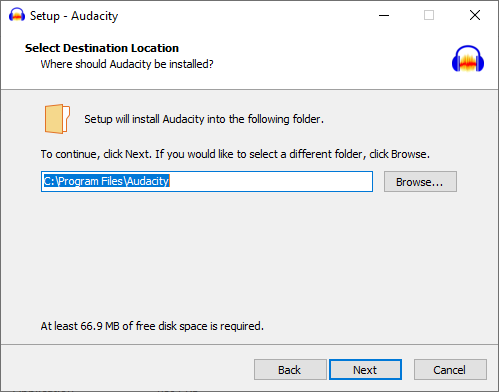 Setup - Audacity
Select Destination Location
Where should Audacity be installed?
Setup will install Audacity into the following folder.
To continue, click Next. If you would like to select a different folder, click Browse.
C:\Program Files\Audacity
Browse...
At least 66.9 MB of free disk space is required.
Back
Next
Cancel